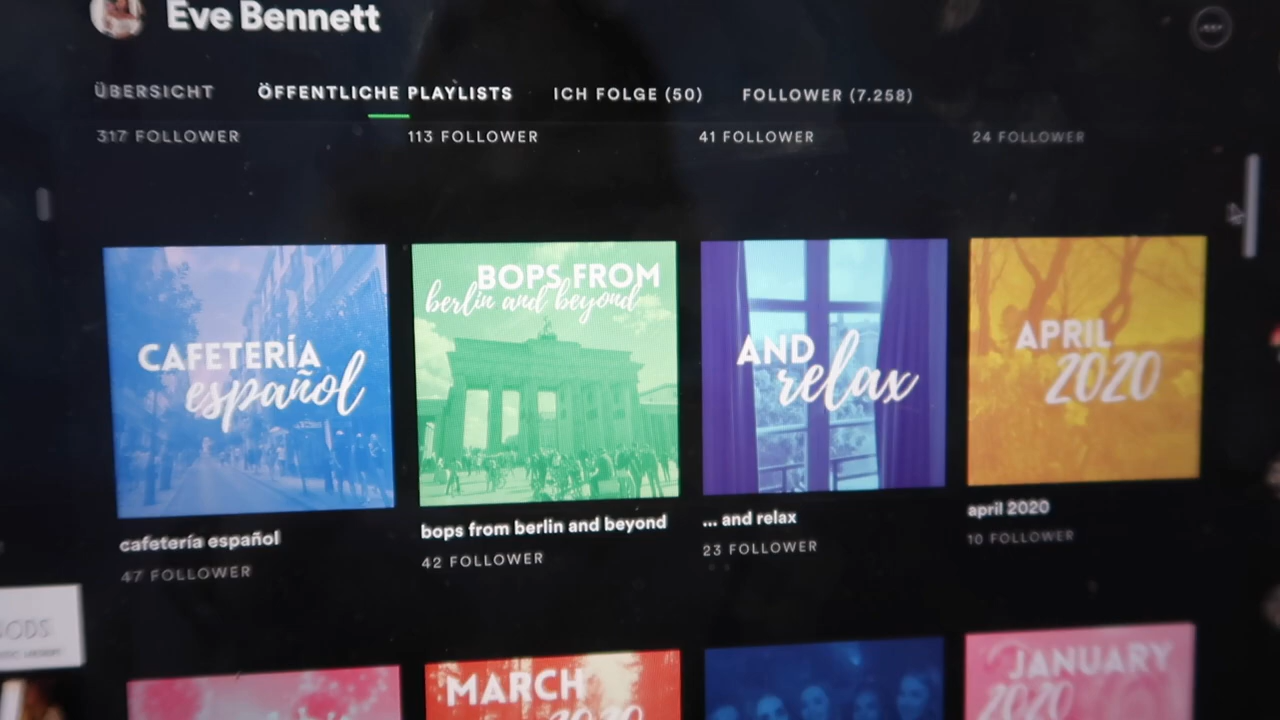 Eve Bennett
ÜBERSICHT ÖFFENTLICHE PLAYLISTS ICH FOLGE (50) FOLLOWER (7.258)
317 FOLLOWER 113 FOLLOWER 41 FOLLOWER 24 FOLLOWER
CAFETERÍA
español
BOPS FROM
berlin and beyond
AND
relax
APRIL
2020
cafetería español
47 FOLLOWER
bops from berlin and beyond
42 FOLLOWER
... and relax
23 FOLLOWER
april 2020
10 FOLLOWER
MARCH
2020
JANUARY
2020